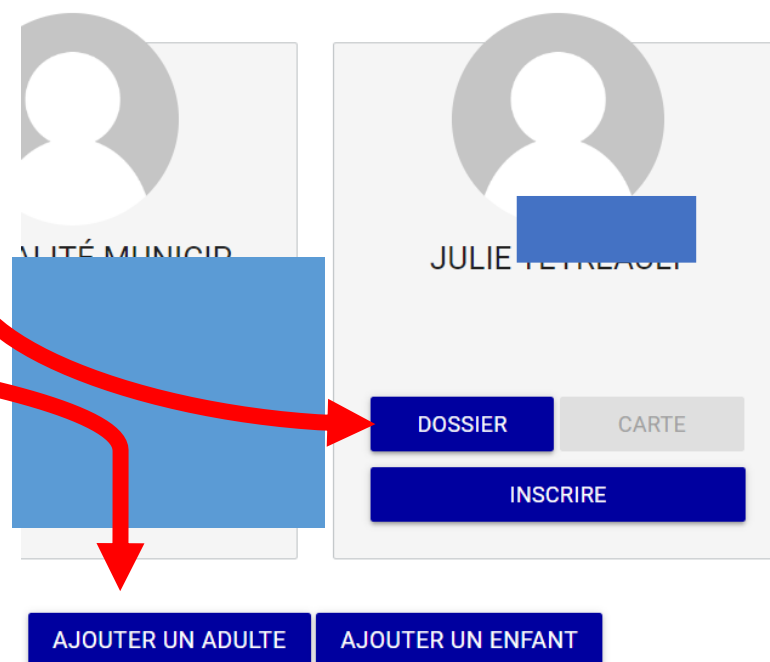 JULIE
DOSSIER
CARTE
INSCRIRE
AJOUTER UN ADULTE
AJOUTER UN ENFANT